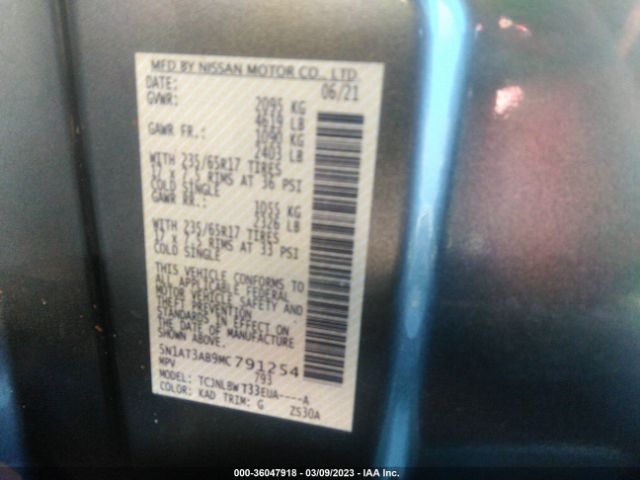 MFD BY NISSAN MOTOR CO., LTD.
DATE: 06/21
GVWR: 2095 KG
4619 LB
GAWR FR.: 1090 KG
2403 LB
WITH 235/65R17 TIRES
17 X 7.5 RIMS AT 36 PSI
COLD SINGLE
GAWR RR.: 1055 KG
2326 LB
WITH 235/65R17 TIRES
17 X 7.5 RIMS AT 33 PSI
COLD SINGLE
THIS VEHICLE CONFORMS TO
ALL APPLICABLE FEDERAL
MOTOR VEHICLE SAFETY AND
THEFT PREVENTION
STANDARDS IN EFFECT ON
THE DATE OF MANUFACTURE
SHOWN ABOVE.
5N1AT3AB9MC791254
MPV 793
MODEL: TCJNLBWT33EUA----A
COLOR: KAD TRIM: G ZS30A
000-36047918 - 03/09/2023 - IAA Inc.